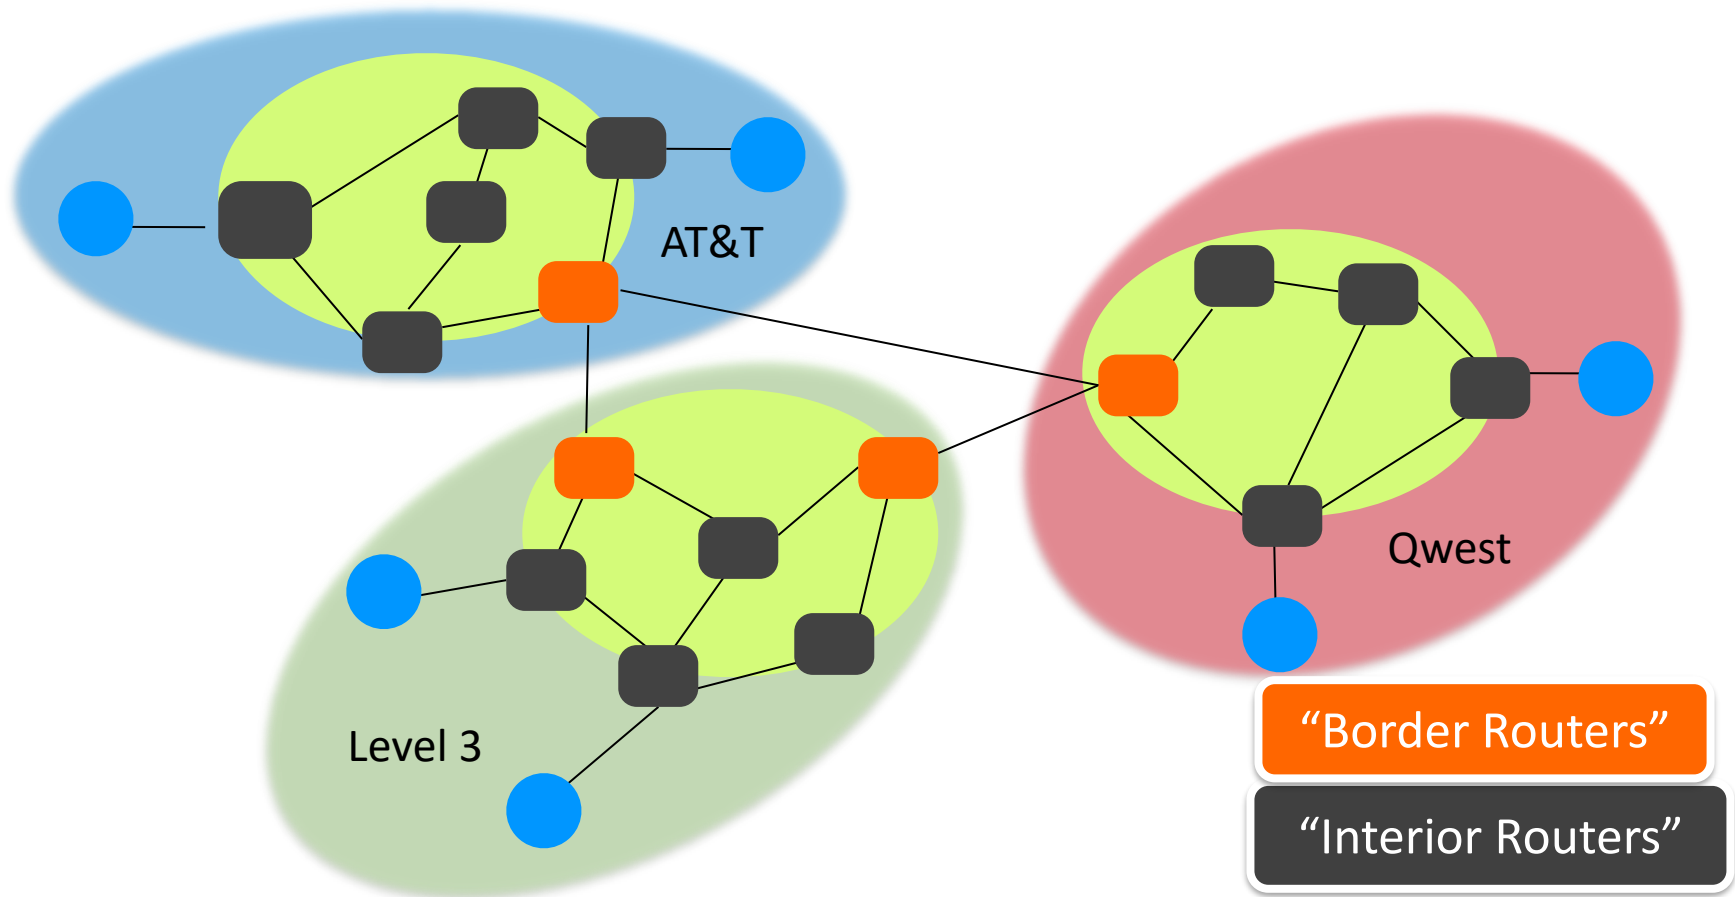 AT&T
Qwest
Level 3
“Border Routers”
“Interior Routers”